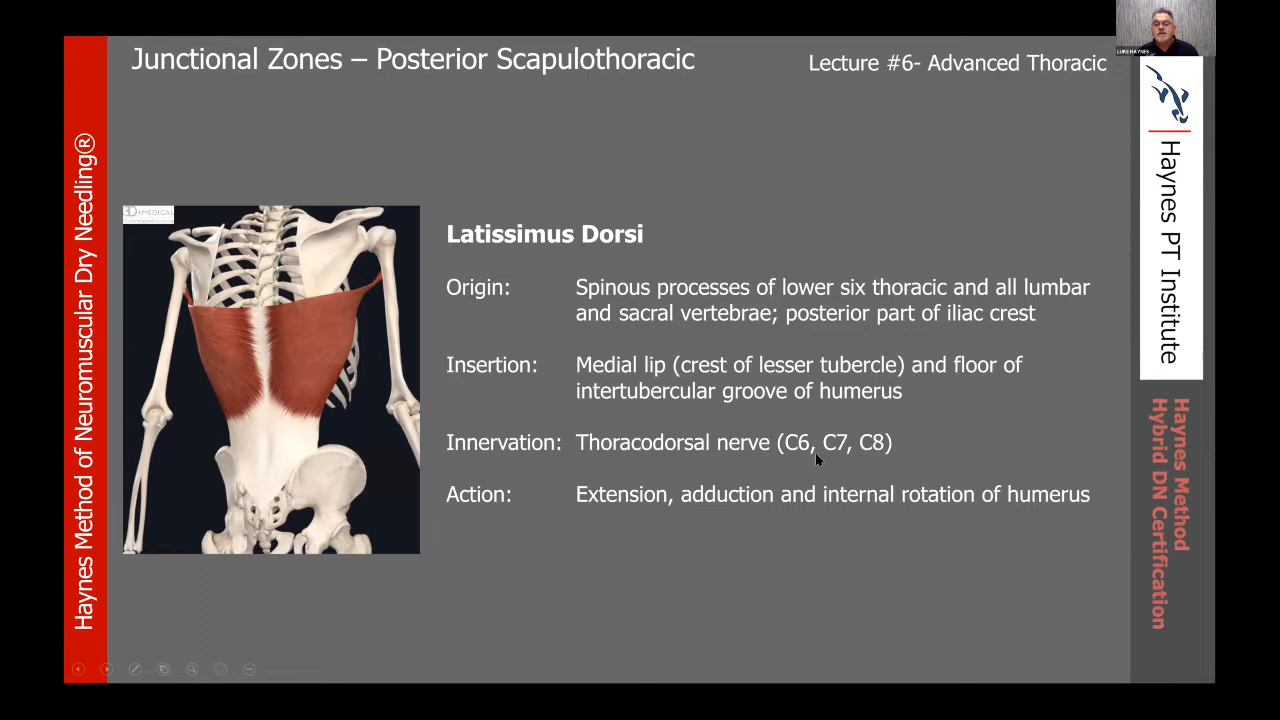 LUKE HAYNES
Junctional Zones – Posterior Scapulothoracic
Lecture #6- Advanced Thoracic
Haynes Method of Neuromuscular Dry Needling®
3D4MEDICAL
Latissimus Dorsi
Origin: Spinous processes of lower six thoracic and all lumbar
and sacral vertebrae; posterior part of iliac crest
Insertion: Medial lip (crest of lesser tubercle) and floor of
intertubercular groove of humerus
Innervation: Thoracodorsal nerve (C6, C7, C8)
Action: Extension, adduction and internal rotation of humerus
Haynes PT Institute
Haynes Method
Hybrid DN Certification